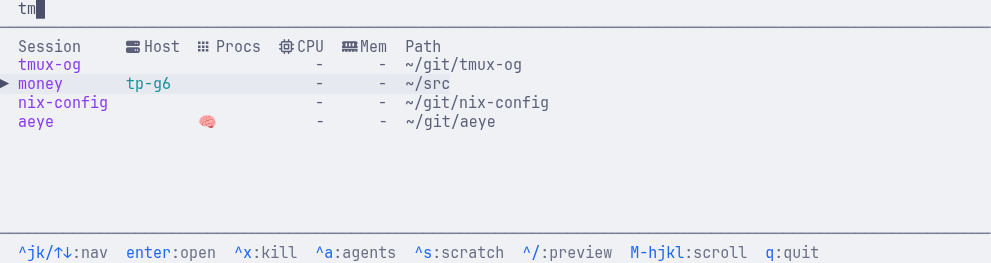 tm
Session Host Procs CPU Mem Path
tmux-og - - ~/git/tmux-og
money tp-g6 - - ~/src
nix-config - - ~/git/nix-config
aeye 🧠 - - ~/git/aeye
^jk/↑↓:nav enter:open ^x:kill ^a:agents ^s:scratch ^/:preview M-hjkl:scroll q:quit